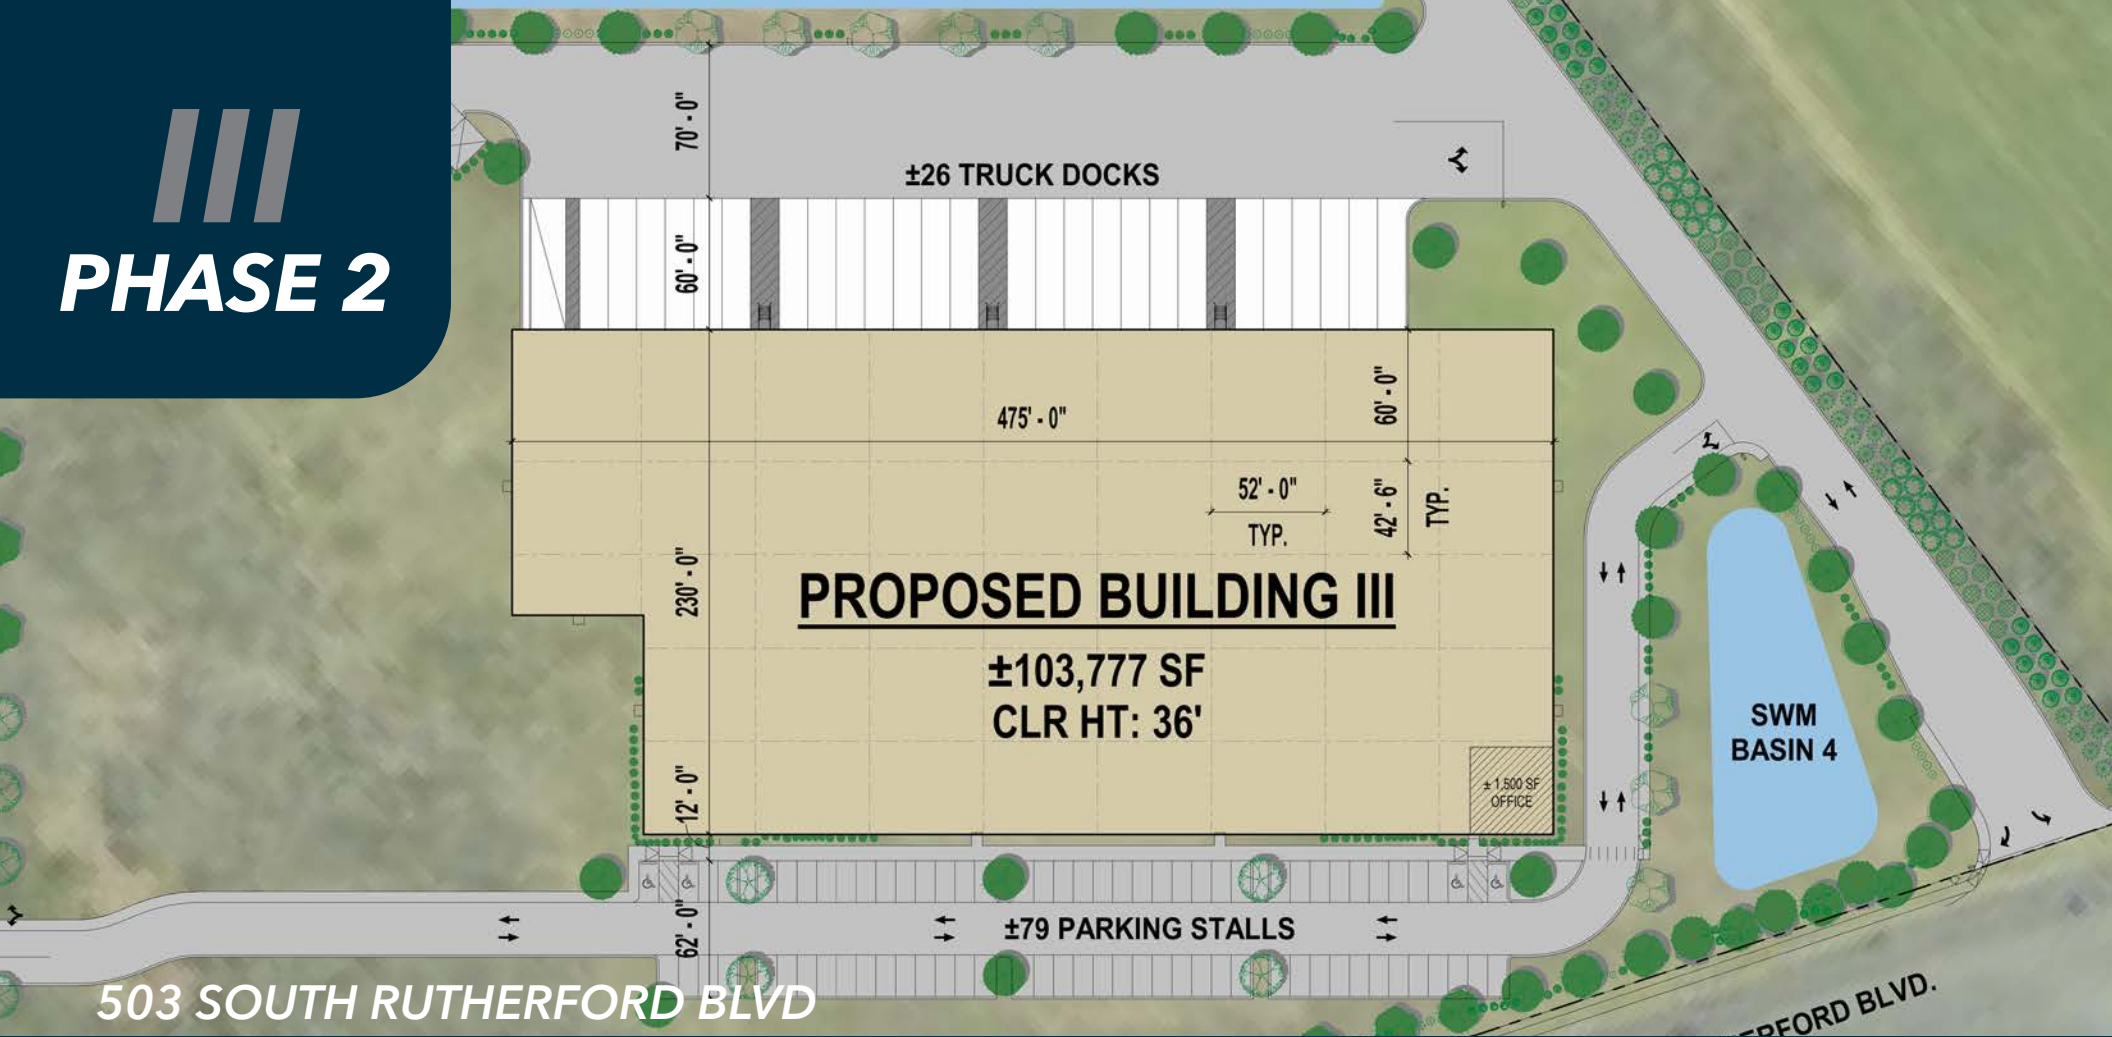 III
PHASE 2
70' - 0"
±26 TRUCK DOCKS
60' - 0"
475' - 0"
60' - 0"
52' - 0"
TYP.
42' - 6"
TYP.
230' - 0"
PROPOSED BUILDING III
±103,777 SF
CLR HT: 36'
SWM
BASIN 4
± 1,500 SF
OFFICE
12' - 0"
±79 PARKING STALLS
62' - 0"
503 SOUTH RUTHERFORD BLVD
ERFORD BLVD.